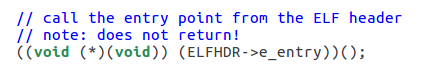 // call the entry point from the ELF header
// note: does not return!
((void (*)(void)) (ELFHDR->e_entry))();